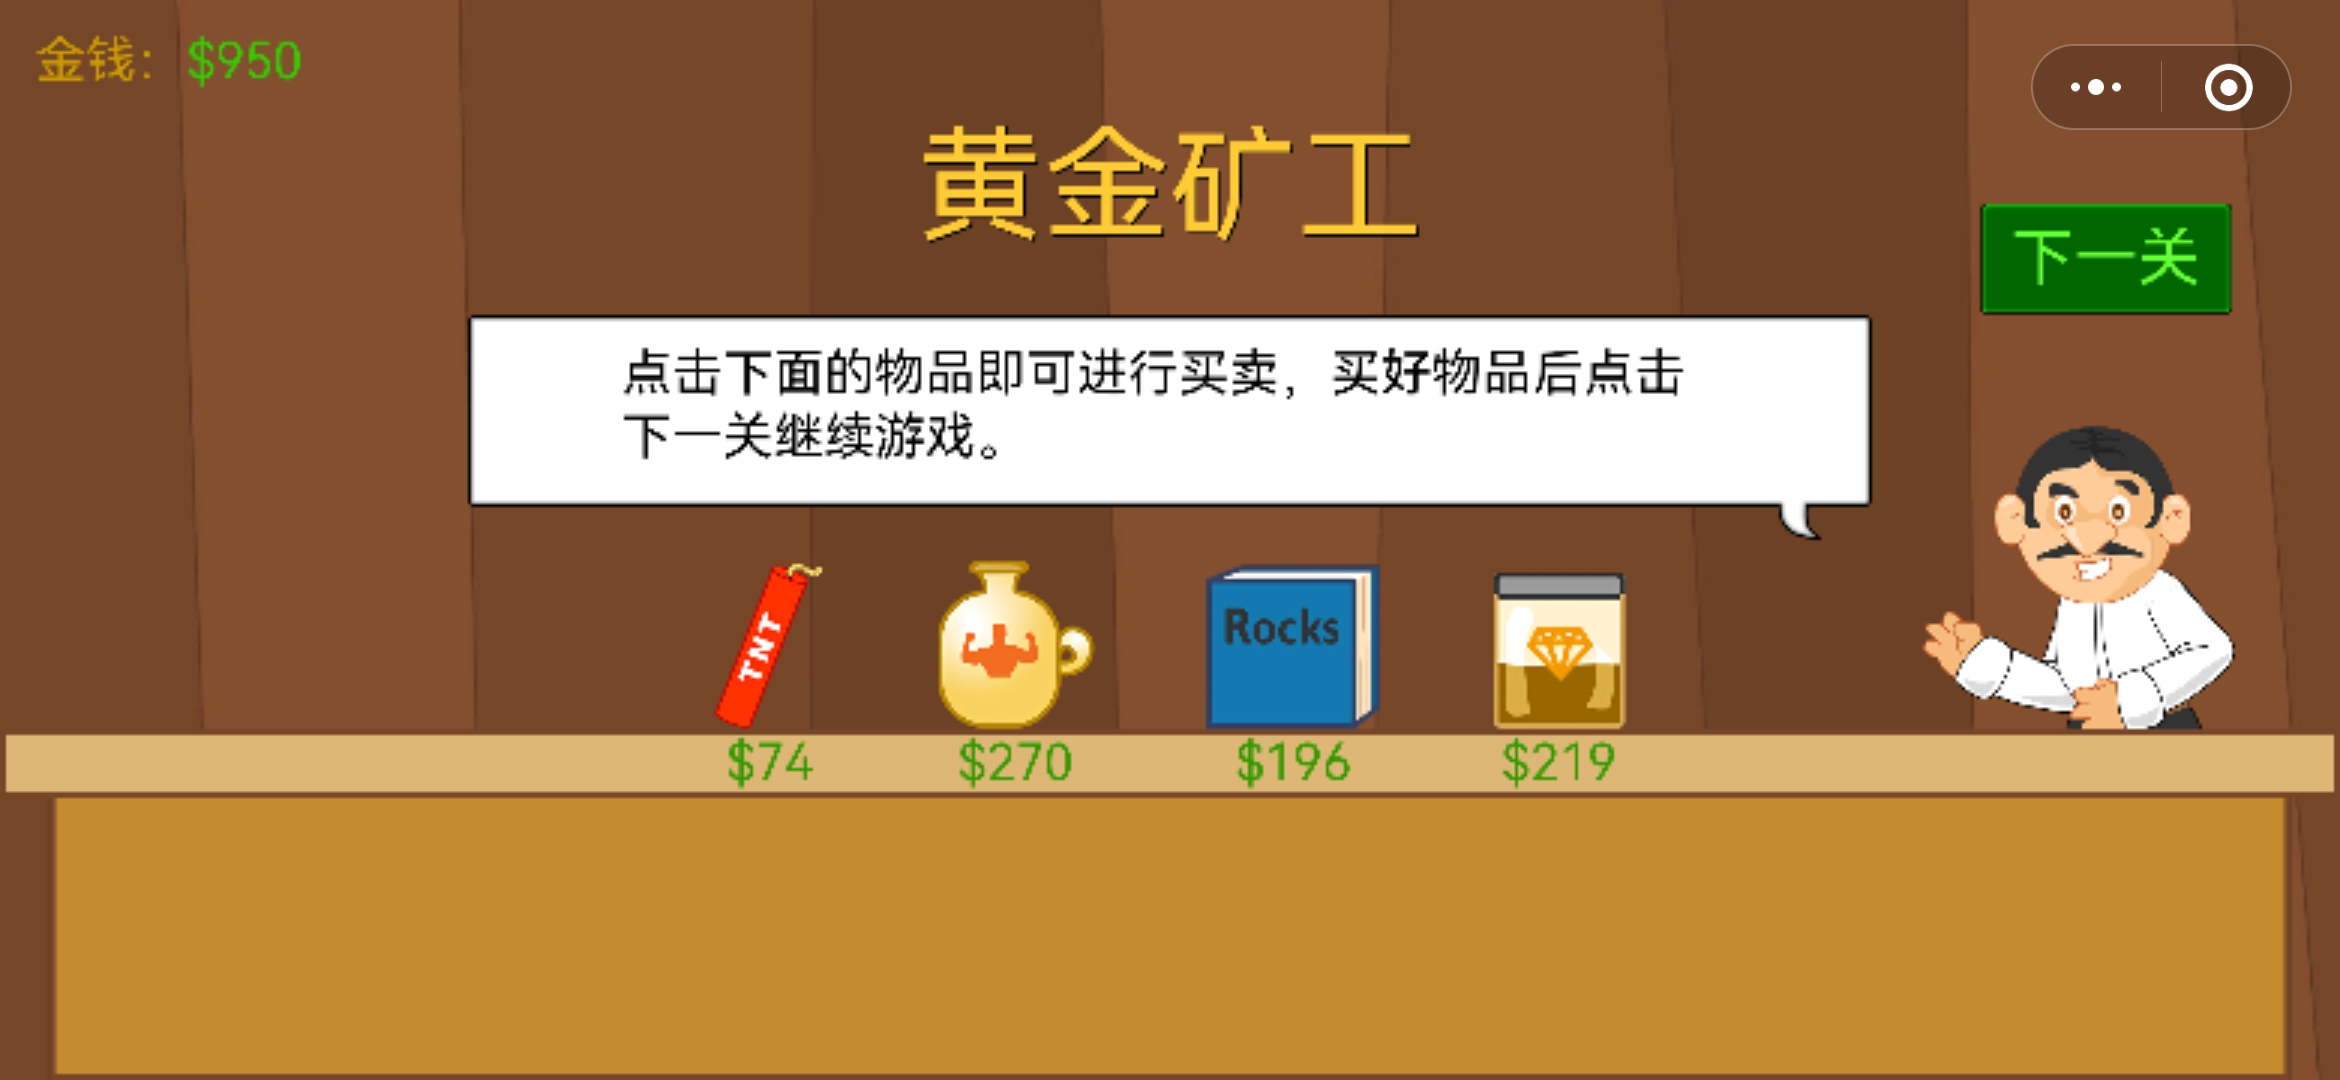 金钱： $950
黄金矿工
下一关
点击下面的物品即可进行买卖，买好物品后点击
下一关继续游戏。
TNT
Rocks
$74 $270 $196 $219